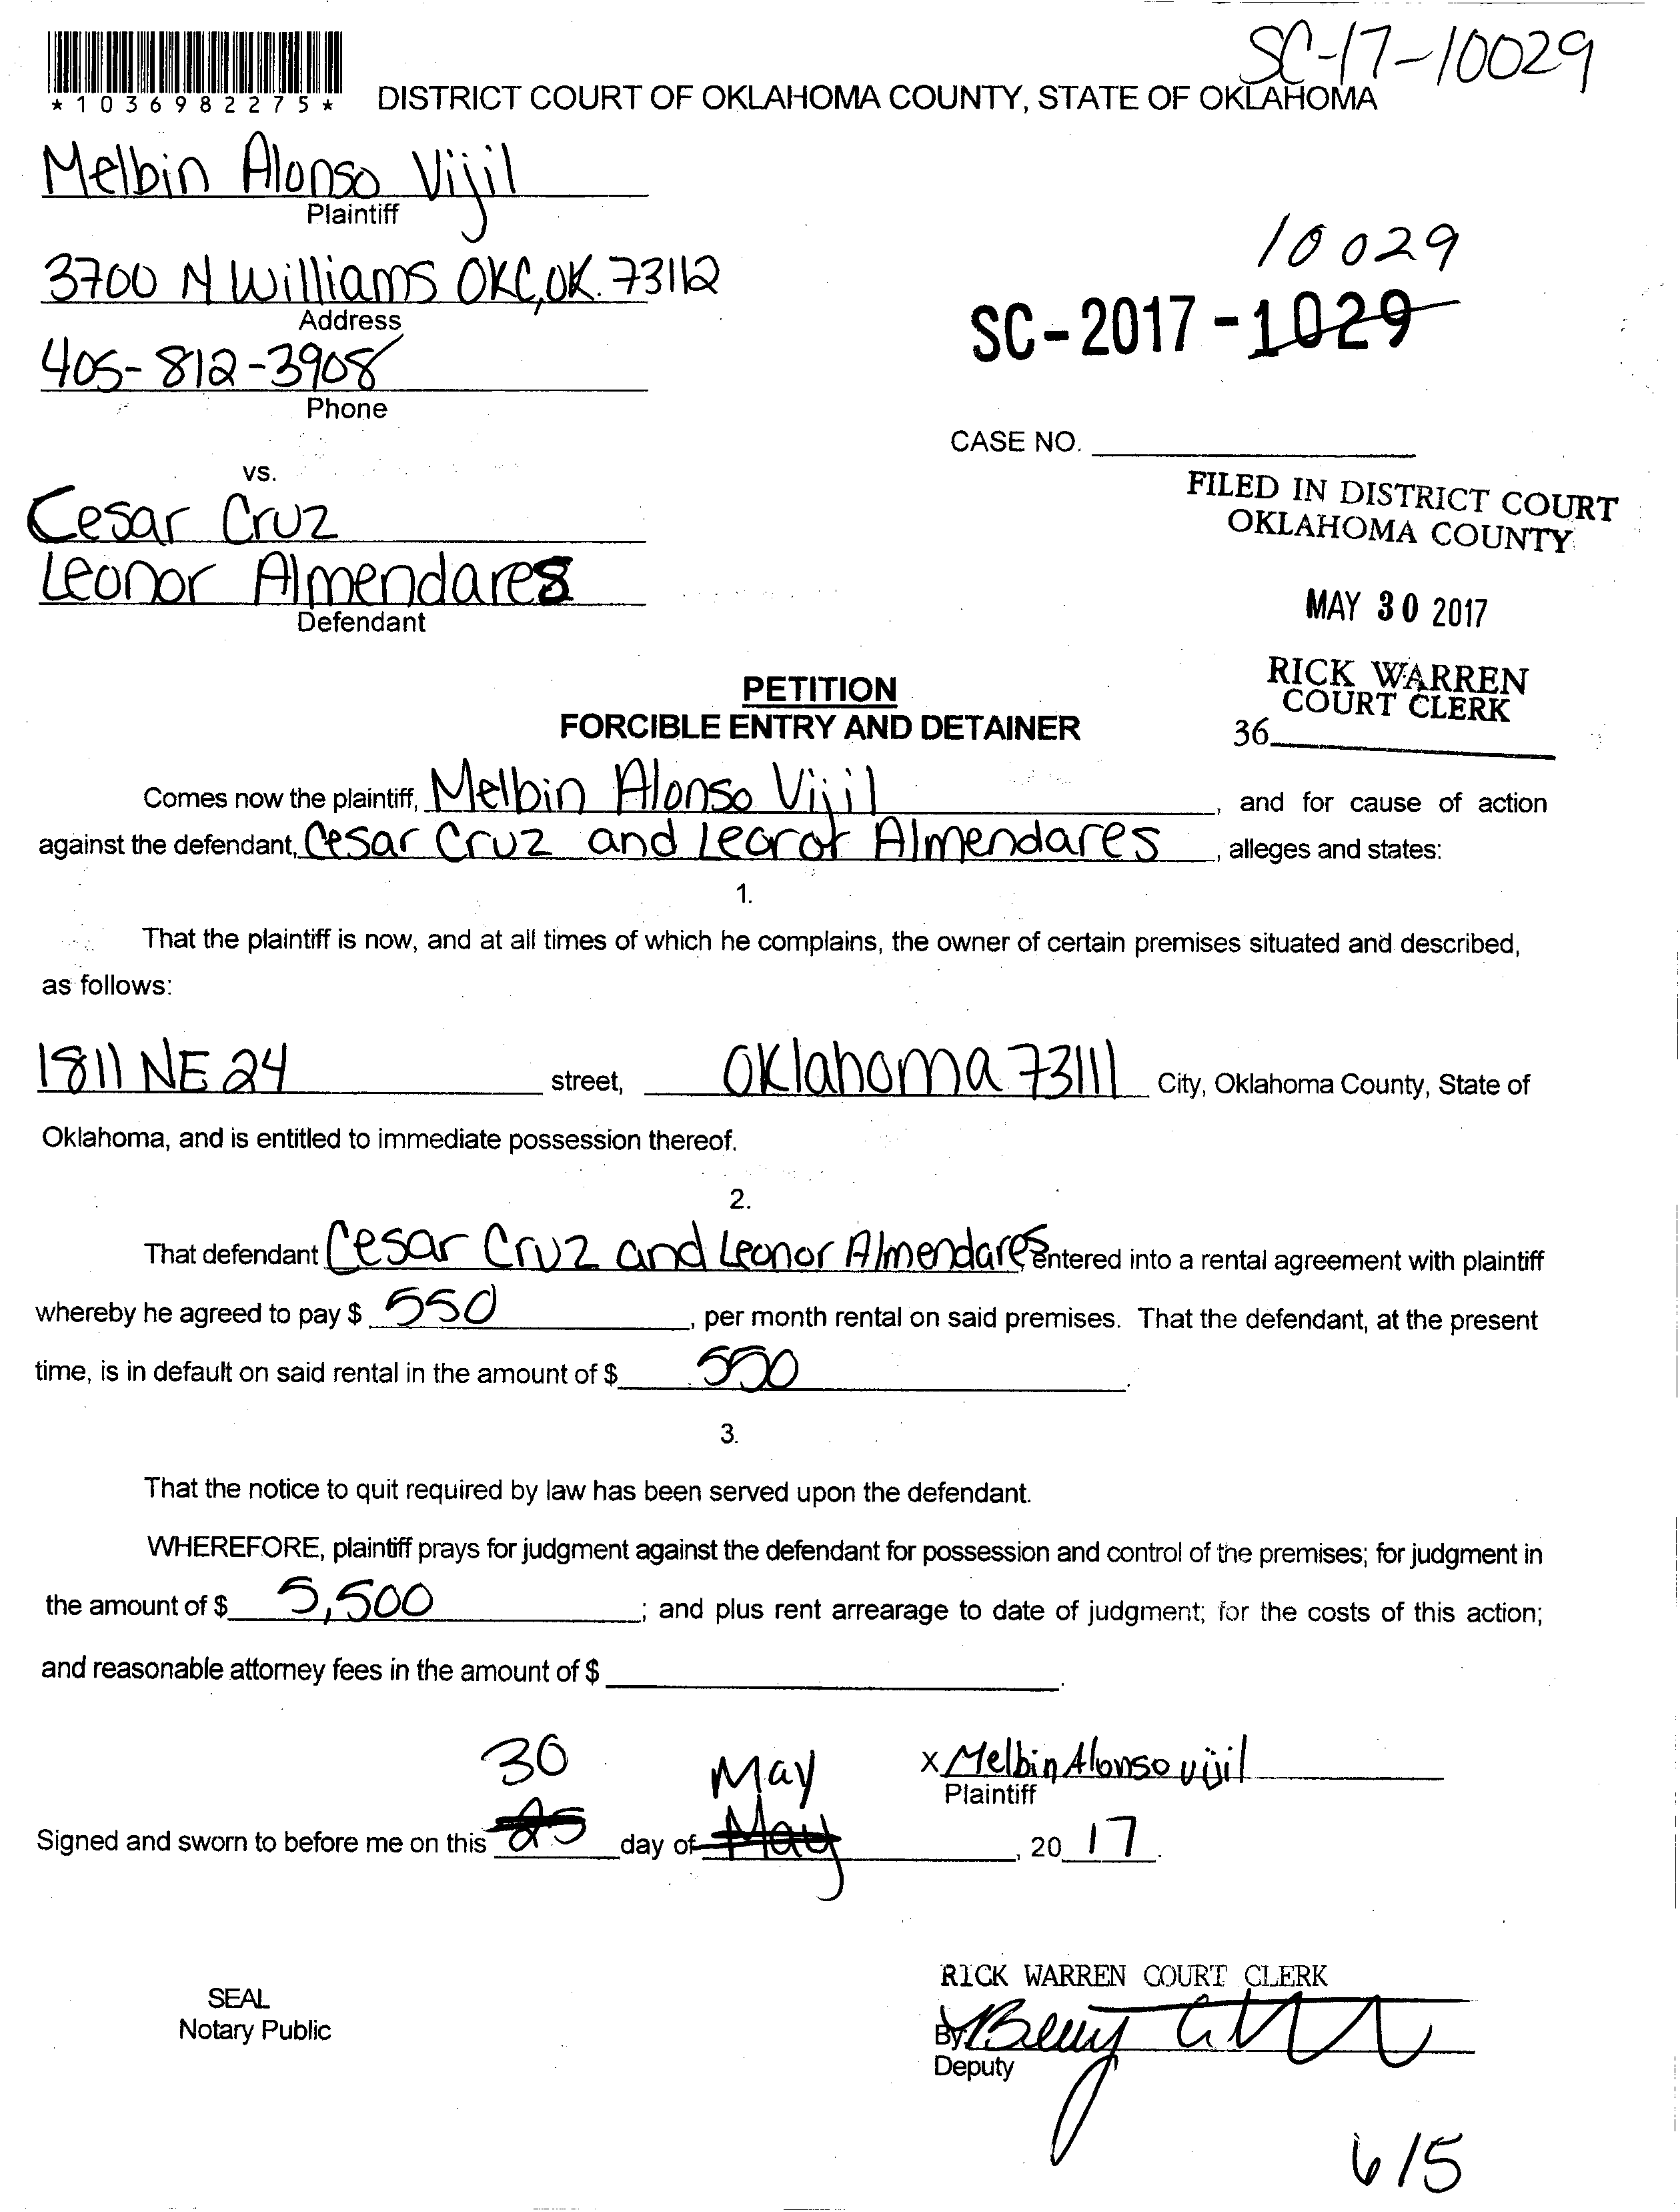 SC-17-10029
*1036982275*
DISTRICT COURT OF OKLAHOMA COUNTY, STATE OF OKLAHOMA
Melbin Alonso Vijil
Plaintiff
3700 N Williams OKC, OK. 73112
Address
405-812-3908
Phone
10029
SC-2017-1029
CASE NO.
vs.
Cesar Cruz
Leonor Almendares
Defendant
FILED IN DISTRICT COURT
OKLAHOMA COUNTY
MAY 30 2017
RICK WARREN
COURT CLERK
36
PETITION
FORCIBLE ENTRY AND DETAINER
Comes now the plaintiff, Melbin Alonso Vijil, and for cause of action
against the defendant, Cesar Cruz and Almendares, alleges and states:
1.
That the plaintiff is now, and at all times of which he complains, the owner of certain premises situated and described,
as follows:
1811 NE 24 street, Oklahoma 73111 City, Oklahoma County, State of
Oklahoma, and is entitled to immediate possession thereof.
2.
That defendant Cesar Cruz and Leonor Almendares entered into a rental agreement with plaintiff
whereby he agreed to pay $ 550, per month rental on said premises. That the defendant, at the present
time, is in default on said rental in the amount of $ 550.
3.
That the notice to quit required by law has been served upon the defendant.
WHEREFORE, plaintiff prays for judgment against the defendant for possession and control of the premises; for judgment in
the amount of $ 5,500; and plus rent arrearage to date of judgment; for the costs of this action;
and reasonable attorney fees in the amount of $.
x Melbin Alonso vijil
Plaintiff
30 May
Signed and sworn to before me on this 25 day of May, 20 17.
SEAL
Notary Public
RICK WARREN COURT CLERK
By
Deputy
6/5